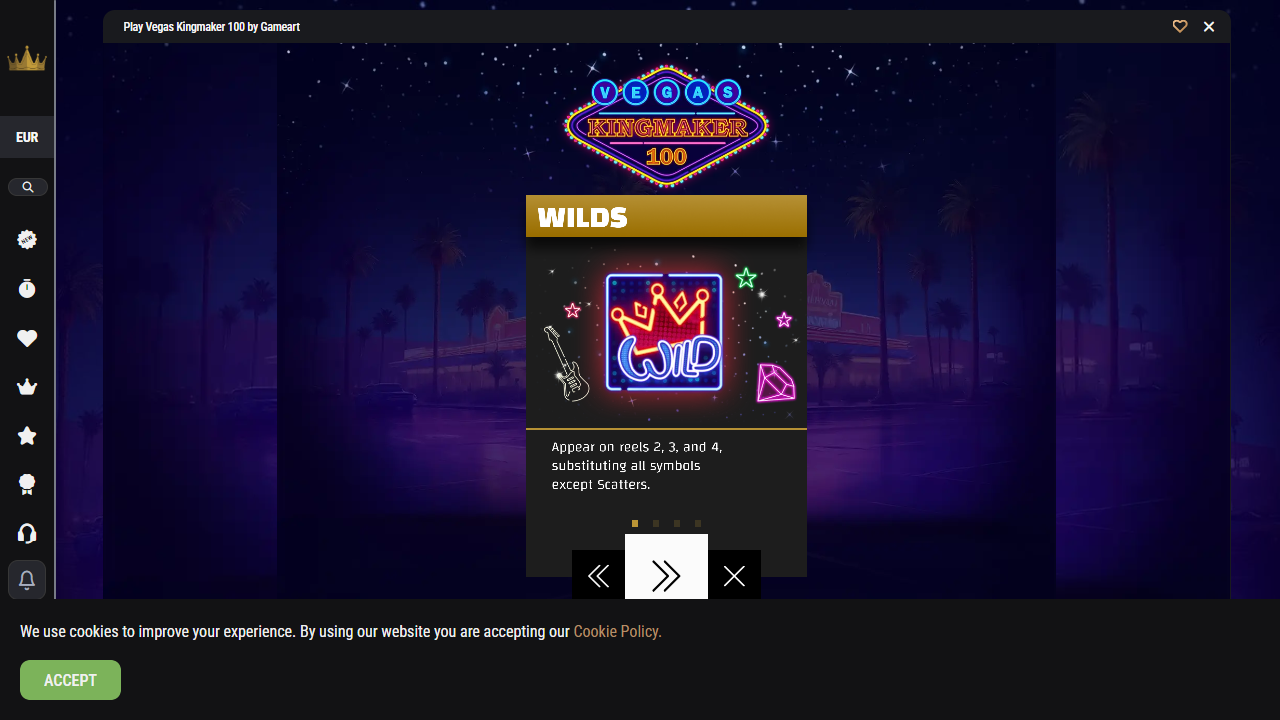 Play Vegas Kingmaker 100 by Gameart
EUR
NEW
VEGAS
KINGMAKER
100
WILDS
WILD
Appear on reels 2, 3, and 4,
substituting all symbols
except Scatters.
We use cookies to improve your experience. By using our website you are accepting our Cookie Policy.
ACCEPT